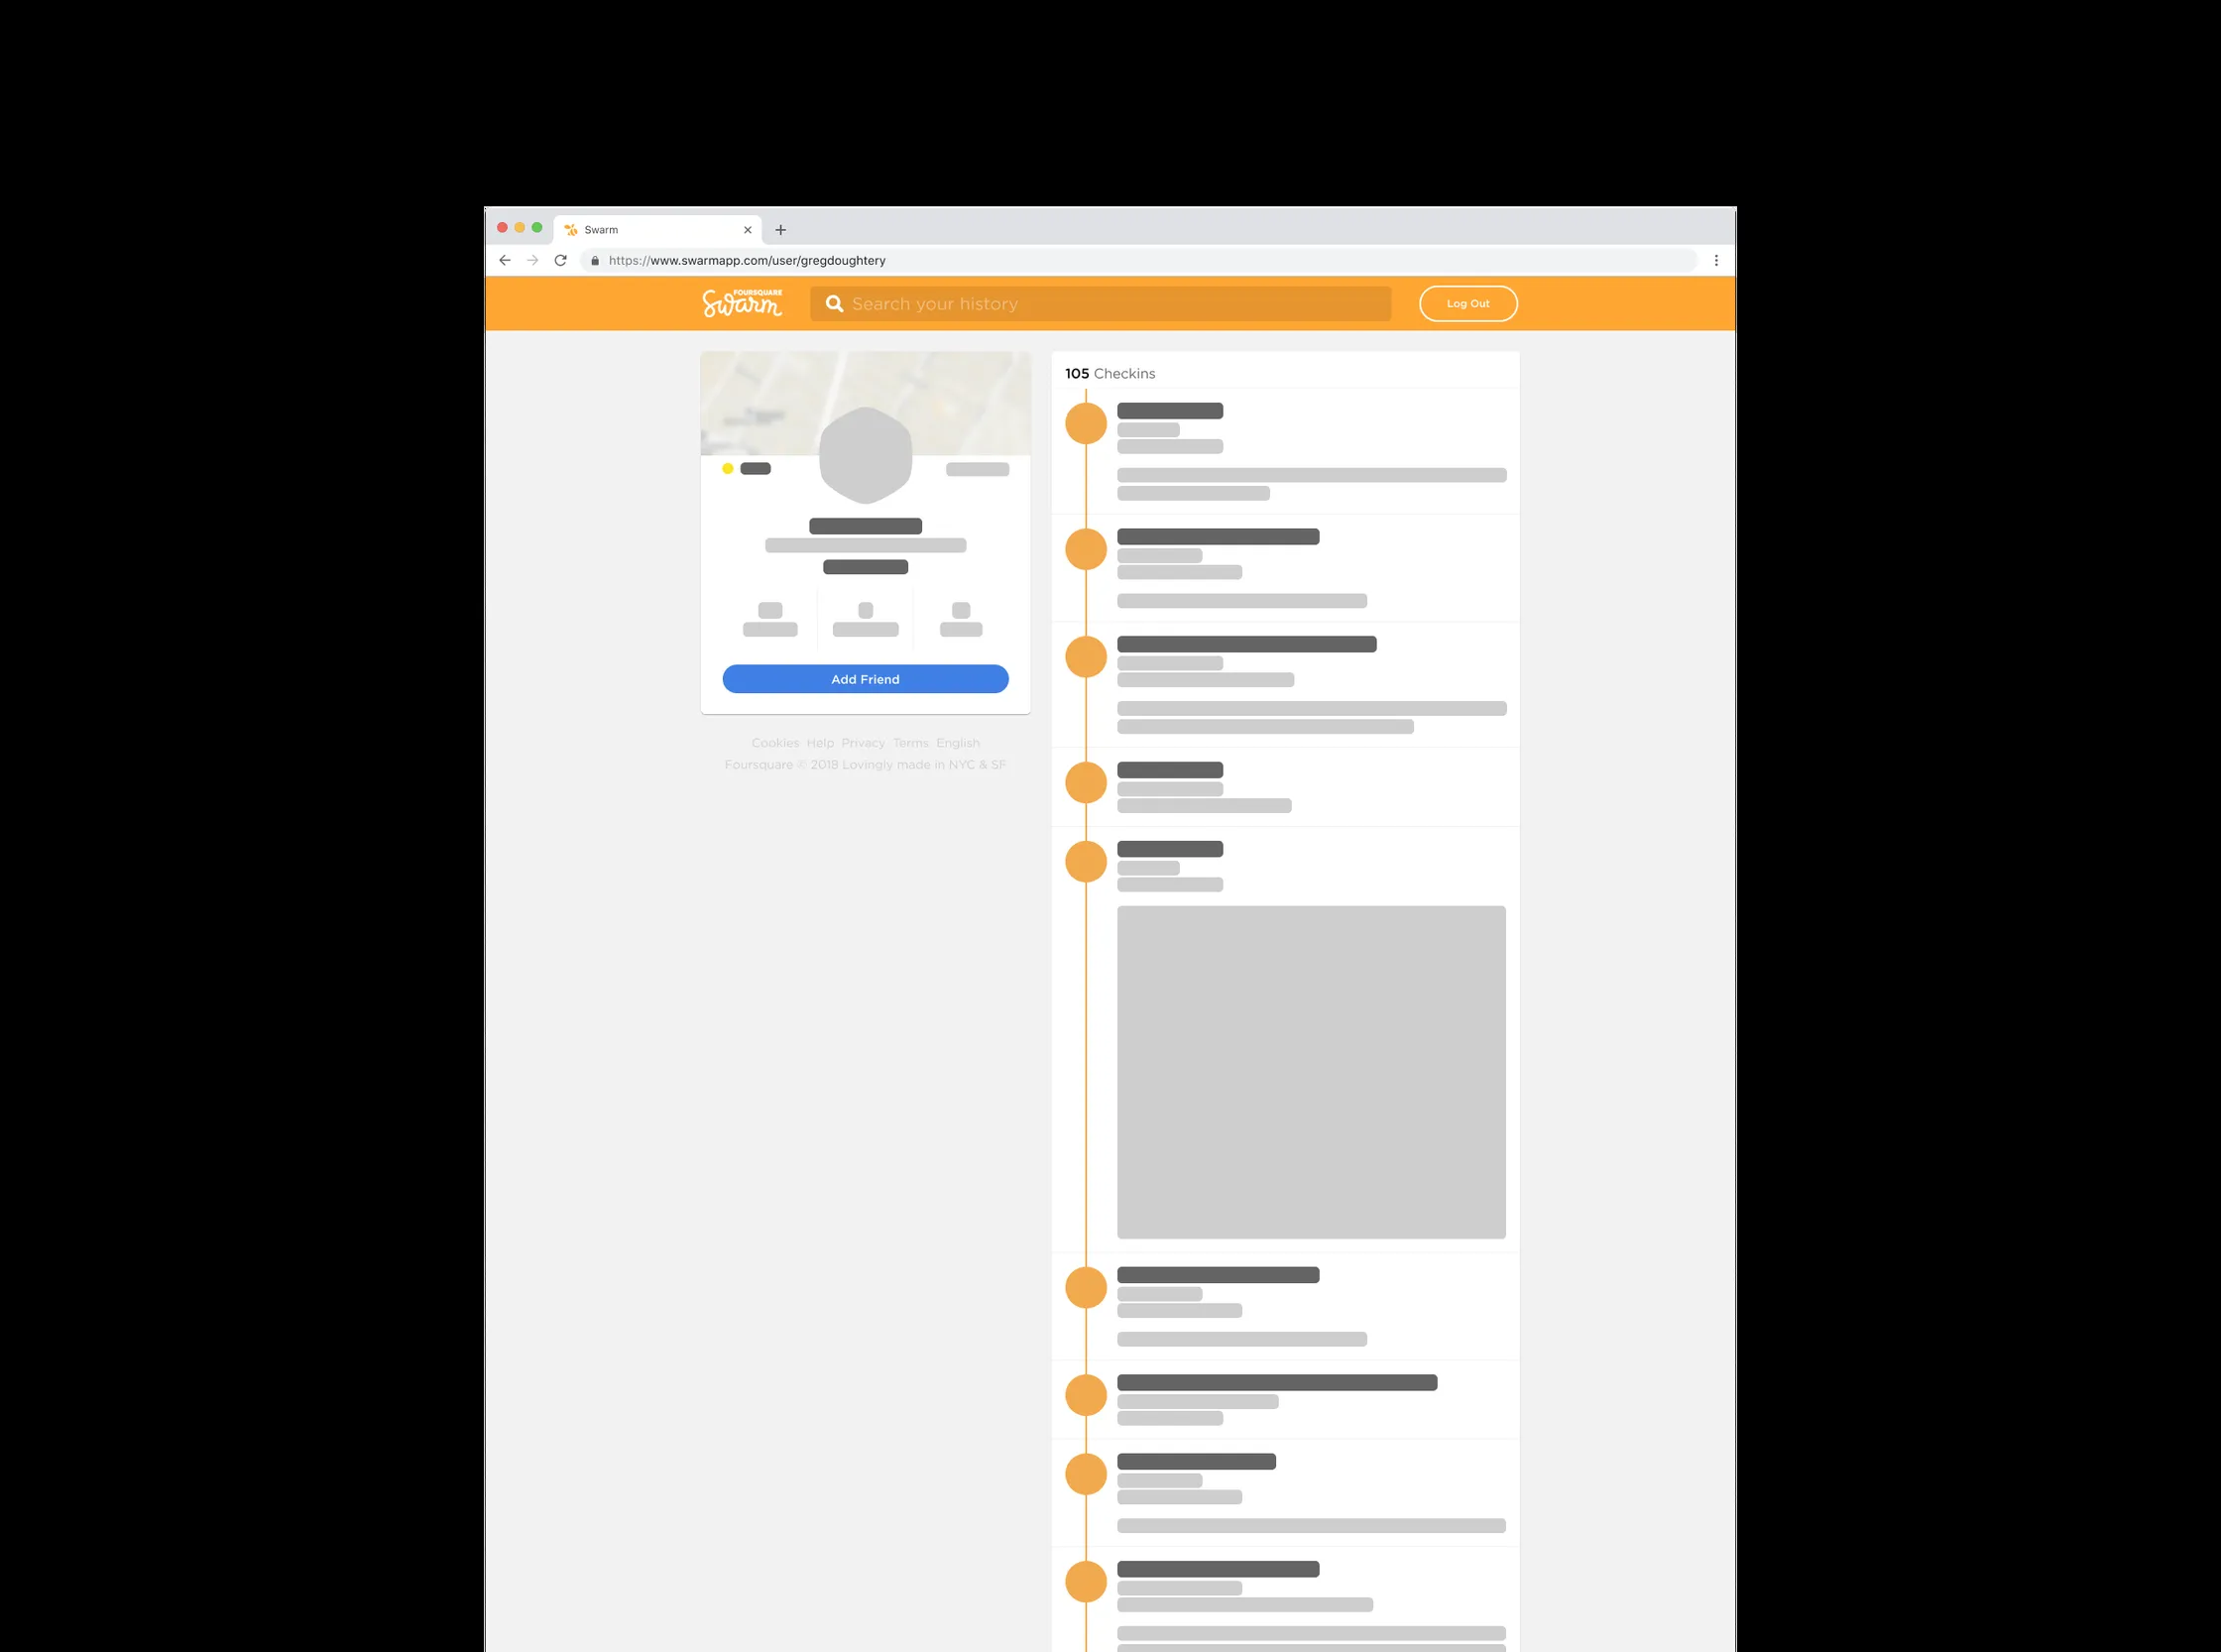 Swarm
https://www.swarmapp.com/user/gregdoughtery
FOURSQUARE
Swarm
Search your history
Log Out
105 Checkins
Add Friend
Cookies Help Privacy Terms English
Foursquare © 2018 Lovingly made in NYC & SF